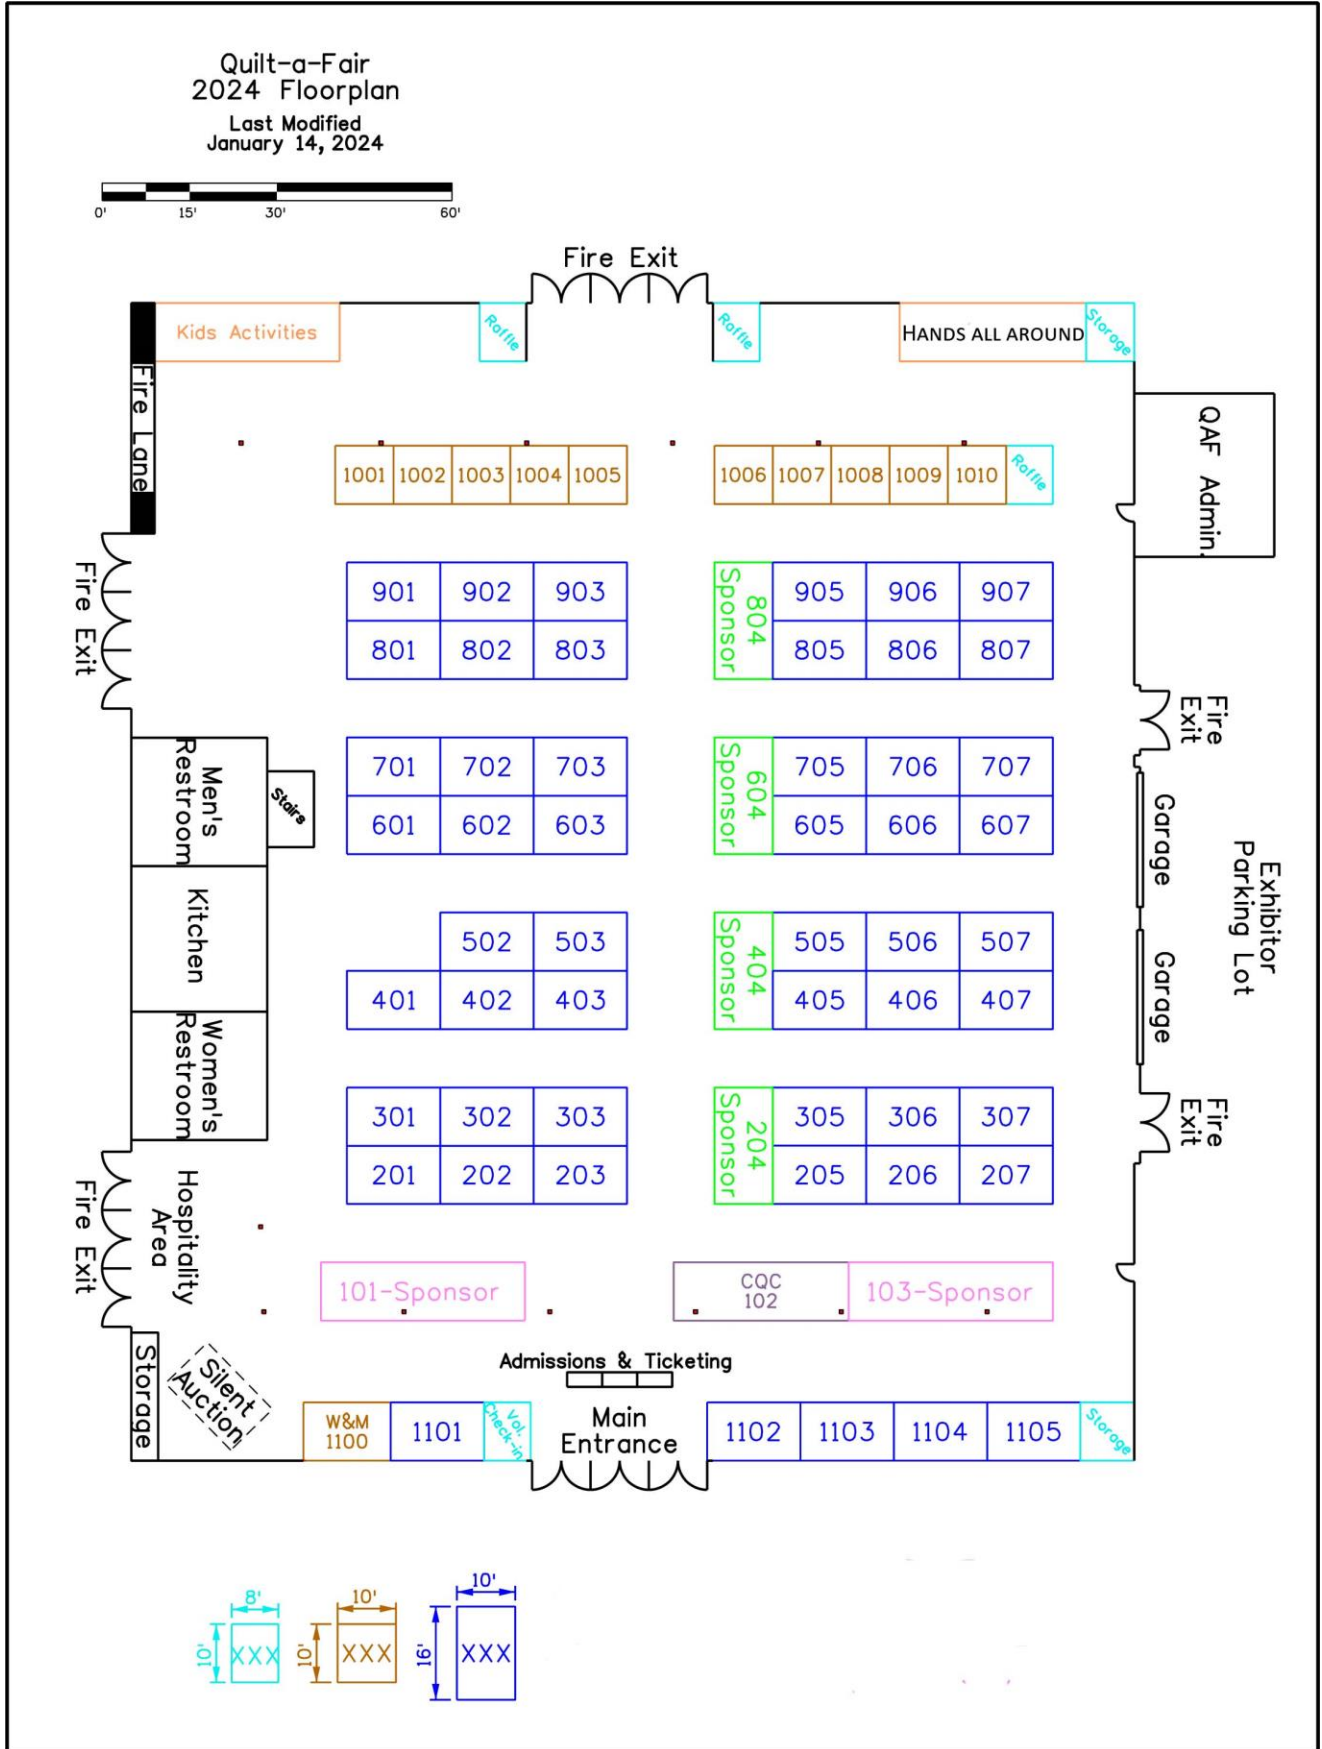 Quilt-a-Fair
2024 Floorplan
Last Modified
January 14, 2024
0' 15' 30' 60'
Fire Exit
Kids Activities
Raffle
Raffle
HANDS ALL AROUND
Storage
Fire Lane
QAF Admin.
1001 1002 1003 1004 1005
1006 1007 1008 1009 1010
Raffle
Fire Exit
901 902 903
801 802 803
804
Sponsor
905 906 907
805 806 807
Fire
Exit
Men's
Restroom
Stairs
701 702 703
601 602 603
604
Sponsor
705 706 707
605 606 607
Garage
Exhibitor
Parking Lot
Kitchen
502 503
401 402 403
404
Sponsor
505 506 507
405 406 407
Garage
Women's
Restroom
301 302 303
201 202 203
204
Sponsor
305 306 307
205 206 207
Fire
Exit
Fire Exit
Hospitality
Area
101-Sponsor
CQC
102
103-Sponsor
Storage
Silent
Auction
Admissions & Ticketing
W&M
1100
1101
Vol.
Check-in
Main
Entrance
1102 1103 1104 1105
Storage
8'
10'
XXX
10'
10'
XXX
10'
16'
XXX